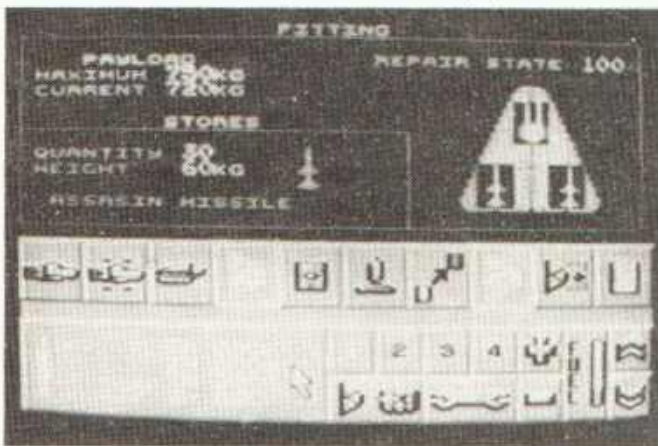 FITTING
PAYLOAD
REPAIR STATE 100
MAXIMUM
CURRENT 720KG
STORES
QUANTITY 30
WEIGHT 60KG
ASSASIN MISSILE
2 3 4
FUEL